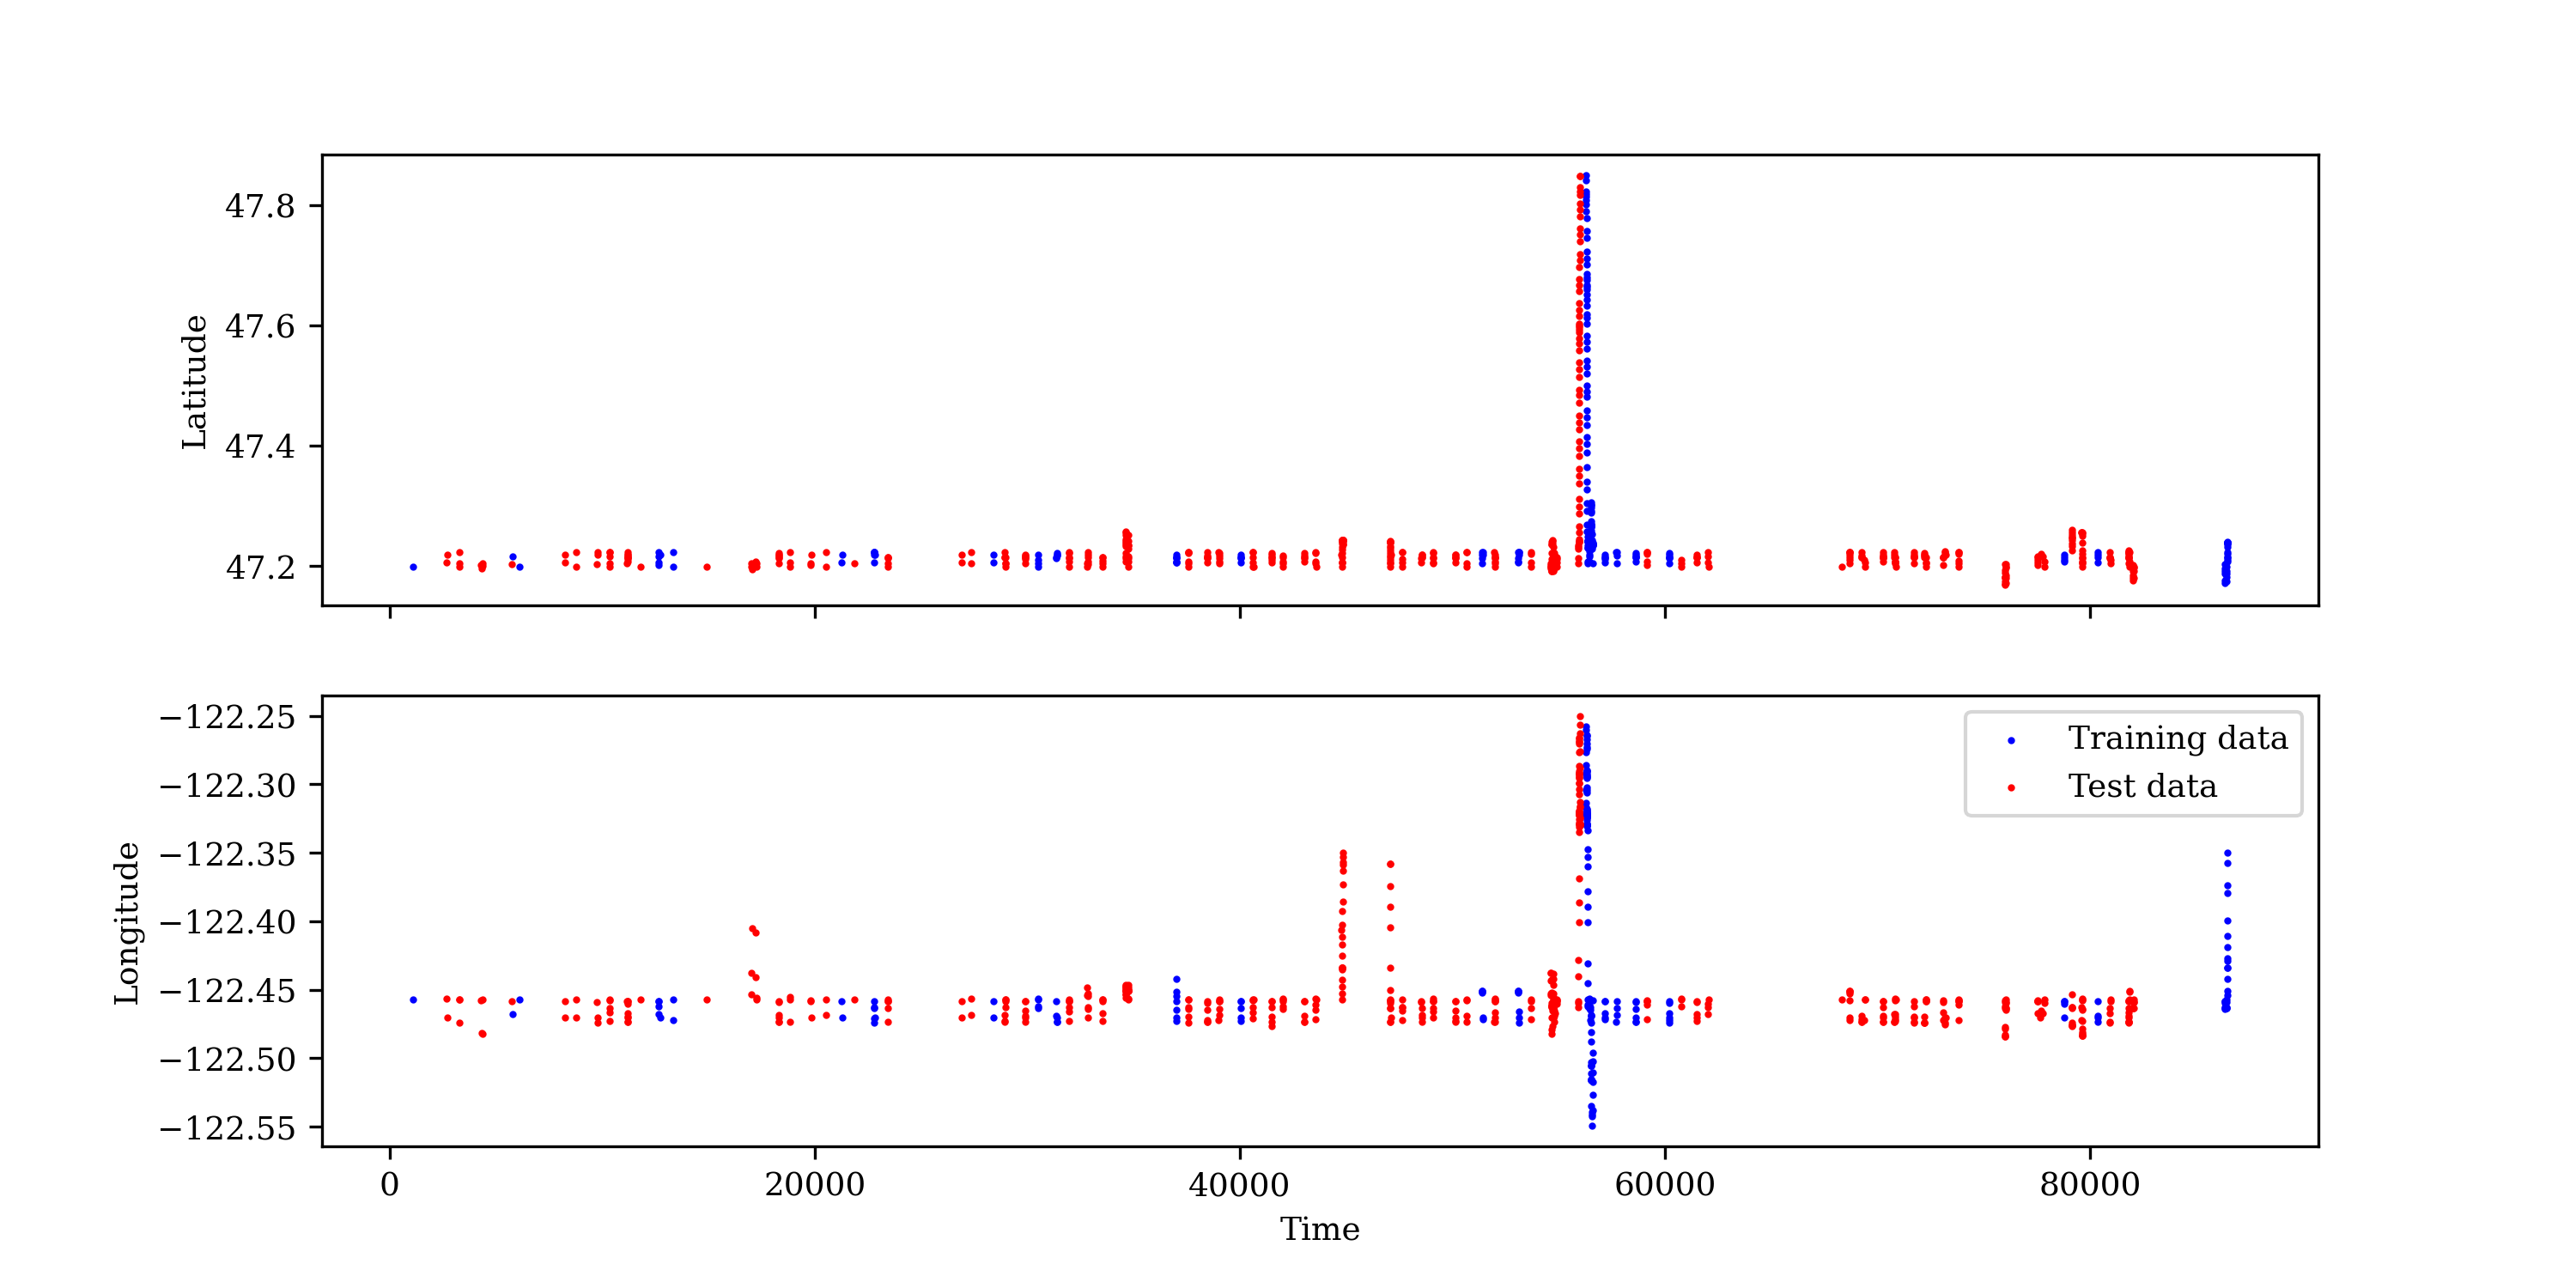 Latitude
47.8
47.6
47.4
47.2
Longitude
−122.25
−122.30
−122.35
−122.40
−122.45
−122.50
−122.55
Training data
Test data
0 20000 40000 60000 80000
Time